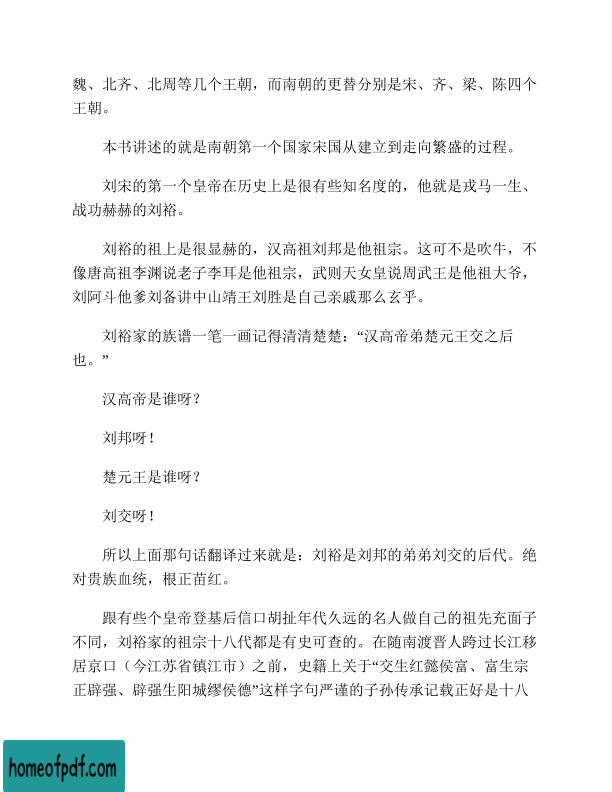 魏、北齐、北周等几个王朝，而南朝的更替分别是宋、齐、梁、陈四个
王朝。
本书讲述的就是南朝第一个国家宋国从建立到走向繁盛的过程。
刘宋的第一个皇帝在历史上是很有些知名度的，他就是戎马一生、
战功赫赫的刘裕。
刘裕的祖上是很显赫的，汉高祖刘邦是他祖宗。这可不是吹牛，不
像唐高祖李渊说老子李耳是他祖宗，武则天女皇说周武王是他祖大爷，
刘阿斗他爹刘备讲中山靖王刘胜是自己亲戚那么玄乎。
刘裕家的族谱一笔一画记得清清楚楚：“汉高帝弟楚元王交之后
也。”
汉高帝是谁呀？
刘邦呀！
楚元王是谁呀？
刘交呀！
所以上面那句话翻译过来就是：刘裕是刘邦的弟弟刘交的后代。绝
对贵族血统，根正苗红。
跟有些个皇帝登基后信口胡扯年代久远的名人做自己的祖先充面子
不同，刘裕家的祖宗十八代都是有史可查的。在随南渡晋人跨过长江移
居京口（今江苏省镇江市）之前，史籍上关于“交生红懿侯富、富生宗
正辟强、辟强生阳城缪侯德”这样字句严谨的子孙传承记载正好是十八
homeofpdf.com